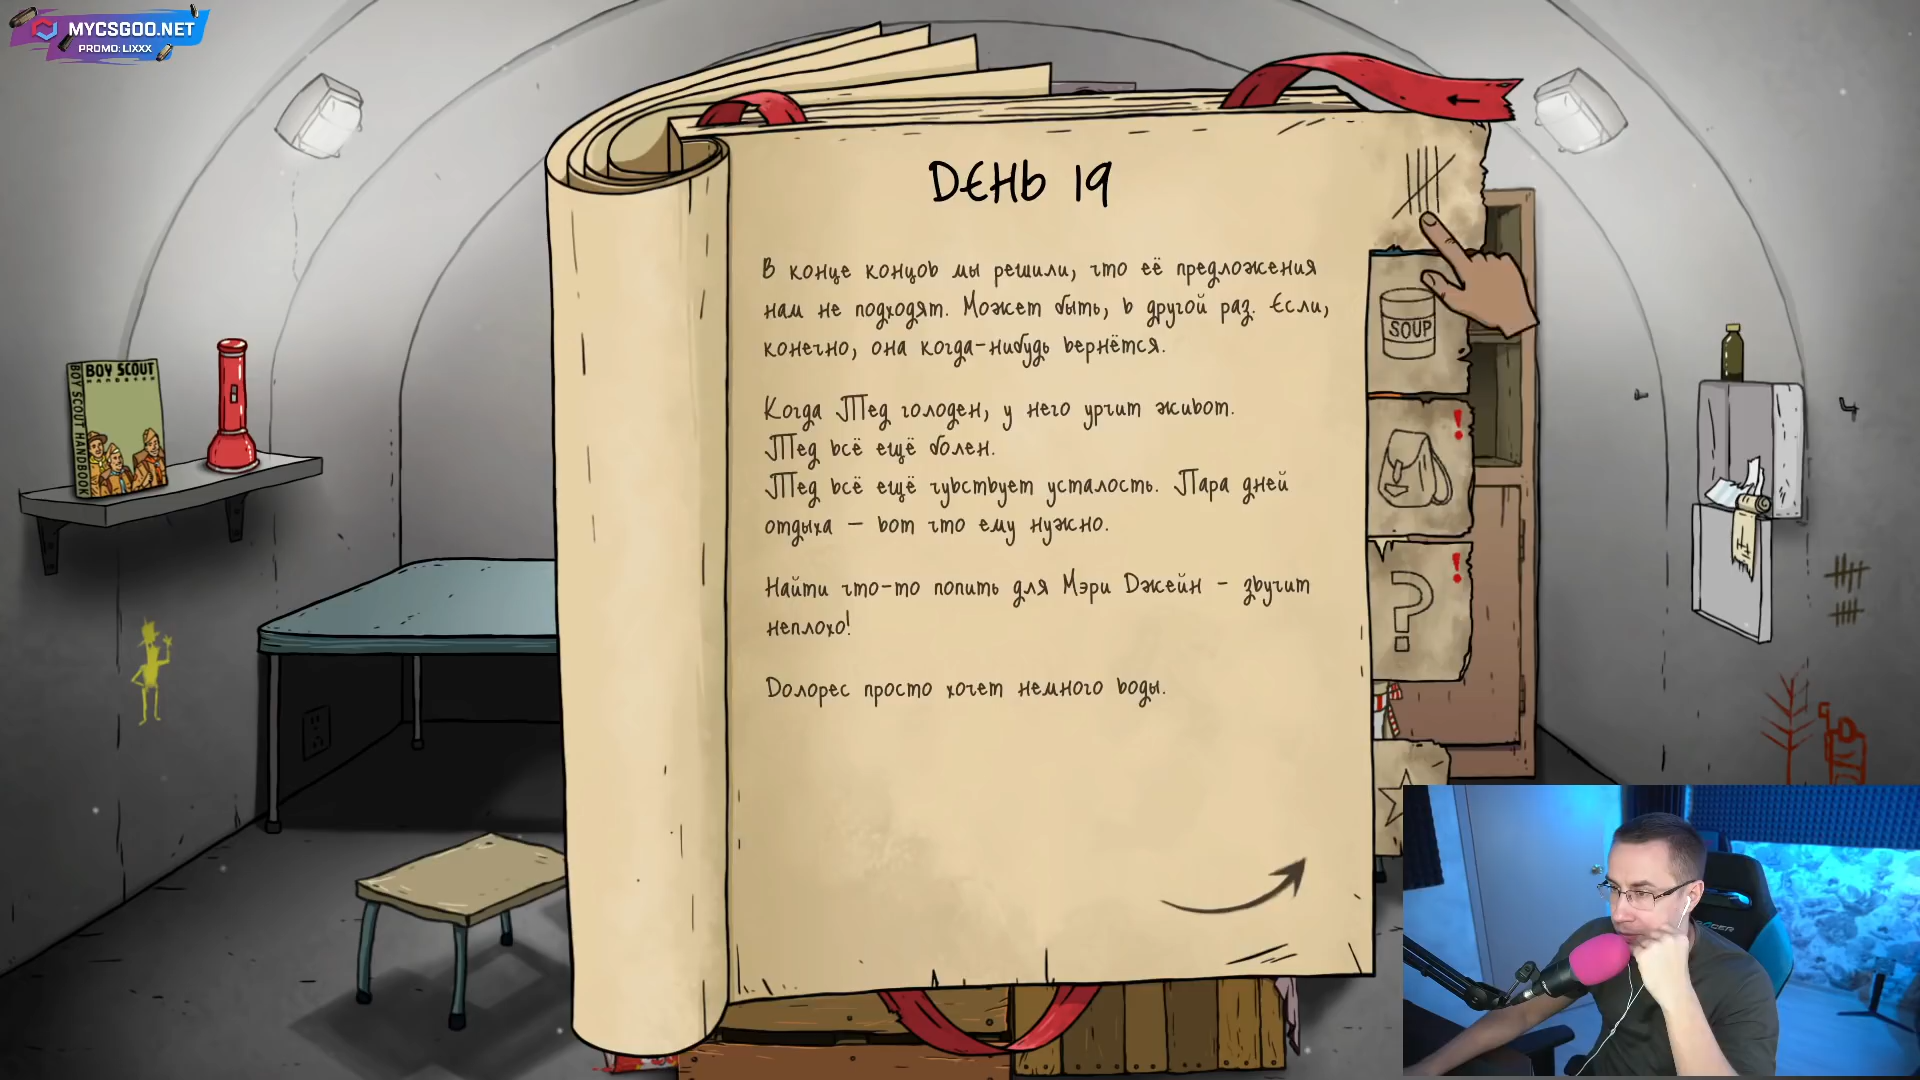 MYCSGOO.NET
PROMO: LIXXX
ДЕНЬ 19
В конце концов мы решили, что её предложения
нам не подходят. Может быть, в другой раз. Если,
конечно, она когда-нибудь вернётся.
Когда Тед голоден, у него урчит живот.
Тед всё ещё болен.
Тед всё ещё чувствует усталость. Пара дней
отдыха — вот что ему нужно.
Найти что-то попить для Мэри Джейн - звучит
неплохо!
Долорес просто хочет немного воды.
SOUP
!
!
?
BOY SCOUT
HANDBOOK
BOY SCOUT HANDBOOK